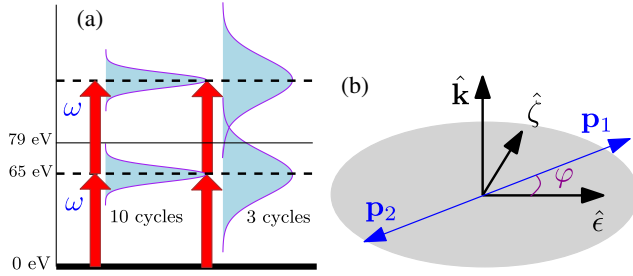 (a)
ω
79 eV
65 eV
ω
10 cycles
3 cycles
0 eV
(b)
k̂
ζ̂
p₁
φ
p₂
ε̂